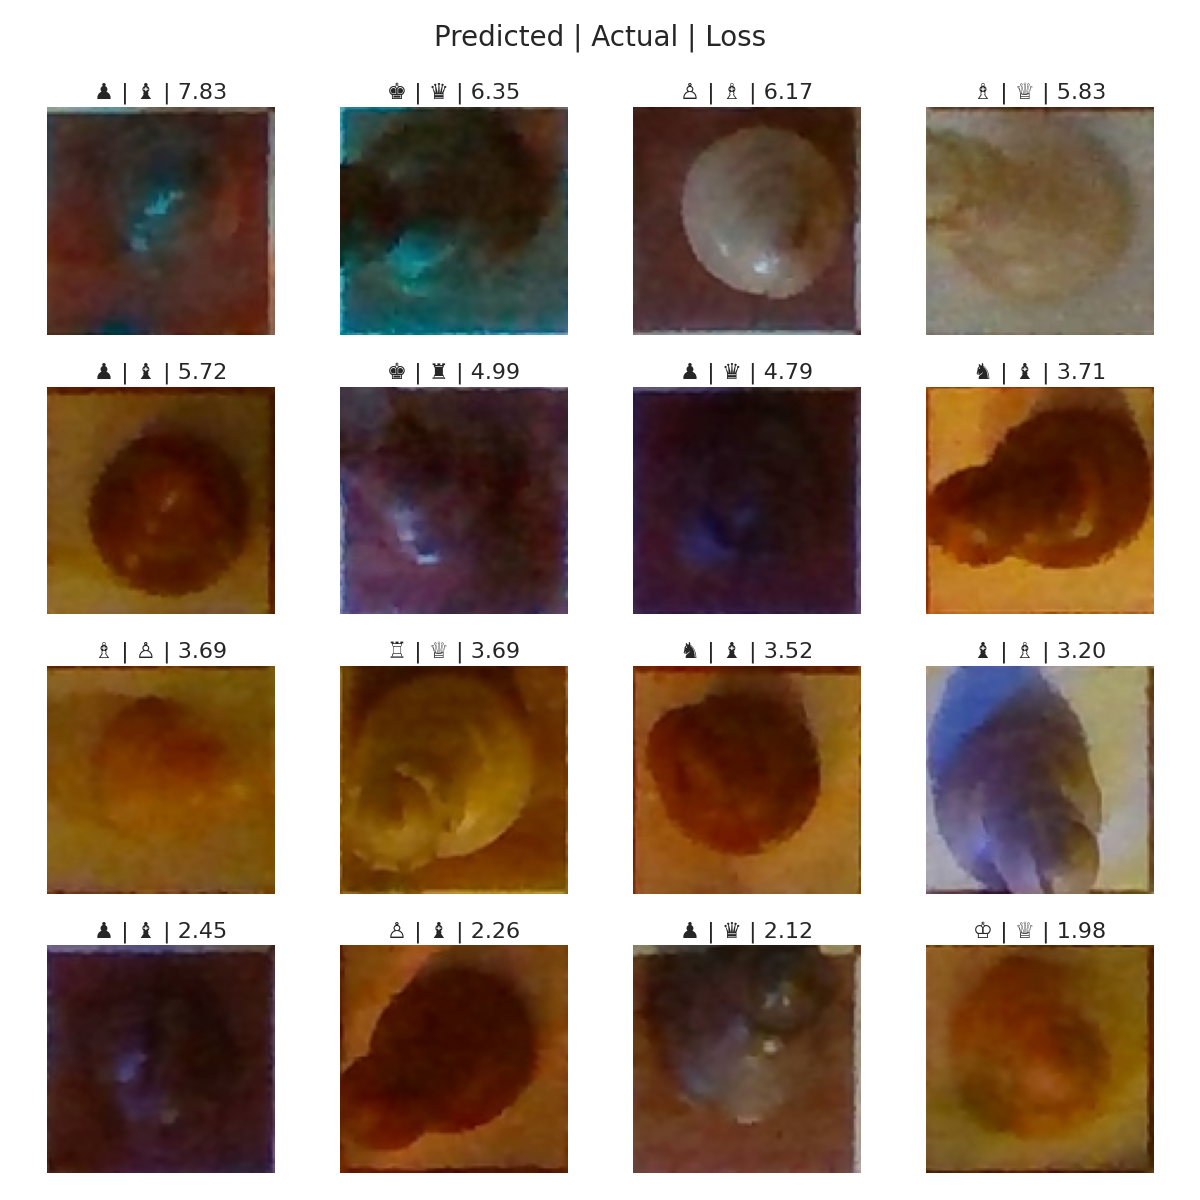 Predicted | Actual | Loss
♟ | ♝ | 7.83
♚ | ♛ | 6.35
♙ | ♗ | 6.17
♗ | ♕ | 5.83
♟ | ♝ | 5.72
♚ | ♜ | 4.99
♟ | ♛ | 4.79
♞ | ♝ | 3.71
♗ | ♙ | 3.69
♖ | ♕ | 3.69
♞ | ♝ | 3.52
♝ | ♗ | 3.20
♟ | ♝ | 2.45
♙ | ♝ | 2.26
♟ | ♛ | 2.12
♔ | ♕ | 1.98